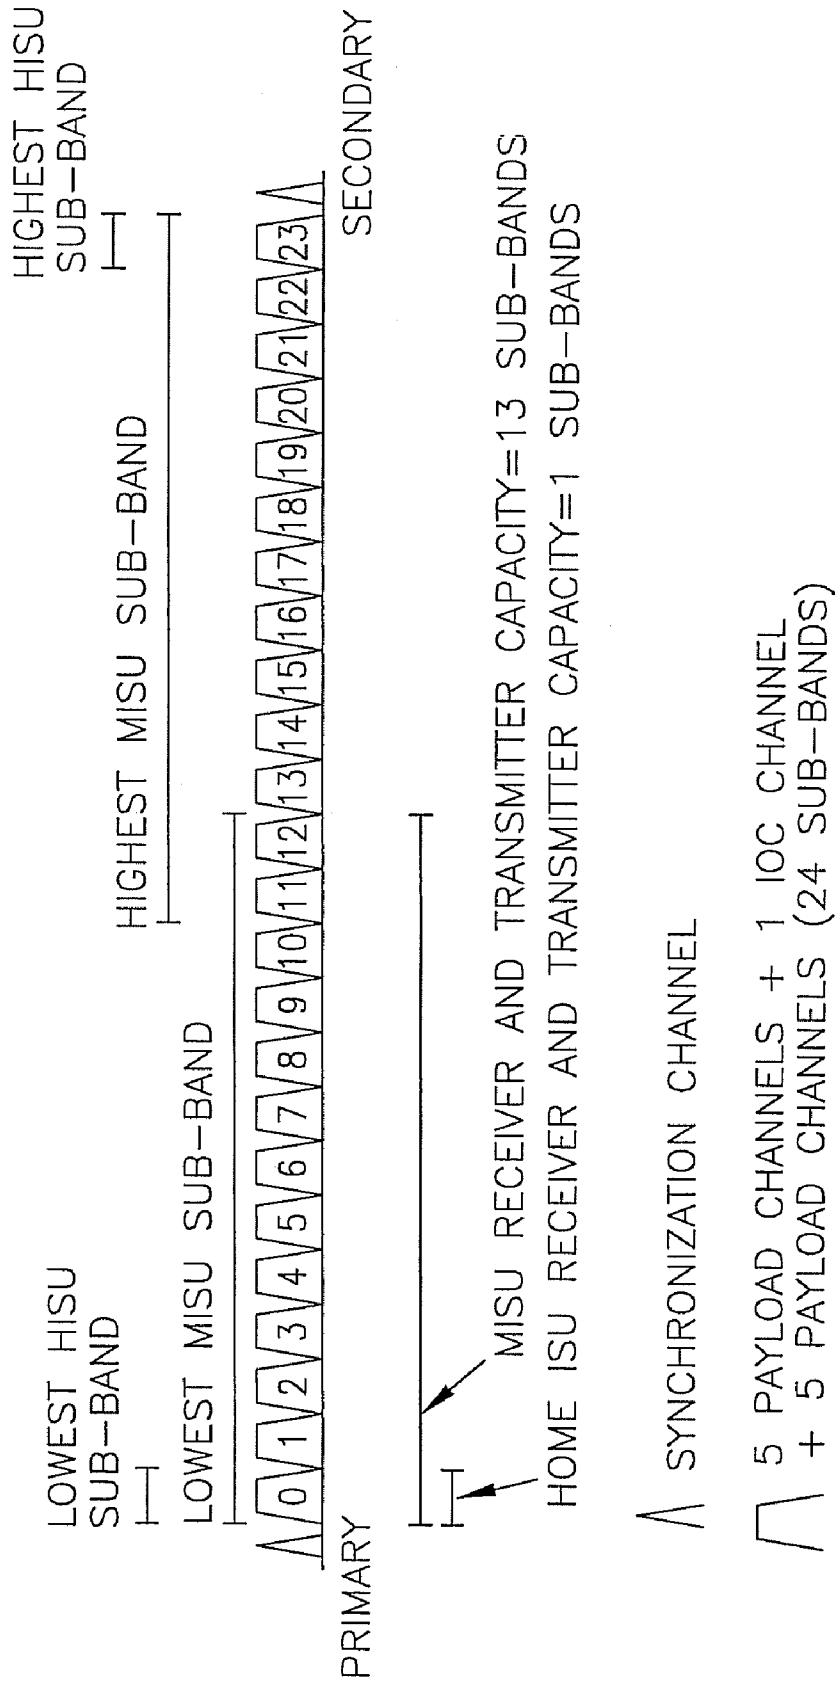 LOWEST HISU
SUB-BAND
HIGHEST HISU
SUB-BAND
HIGHEST MISU SUB-BAND
LOWEST MISU SUB-BAND
0 1 2 3 4 5 6 7 8 9 10 11 12 13 14 15 16 17 18 19 20 21 22 23
PRIMARY
SECONDARY
MISU RECEIVER AND TRANSMITTER CAPACITY=13 SUB-BANDS
HOME ISU RECEIVER AND TRANSMITTER CAPACITY=1 SUB-BANDS
SYNCHRONIZATION CHANNEL
5 PAYLOAD CHANNELS + 1 IOC CHANNEL
+ 5 PAYLOAD CHANNELS (24 SUB-BANDS)